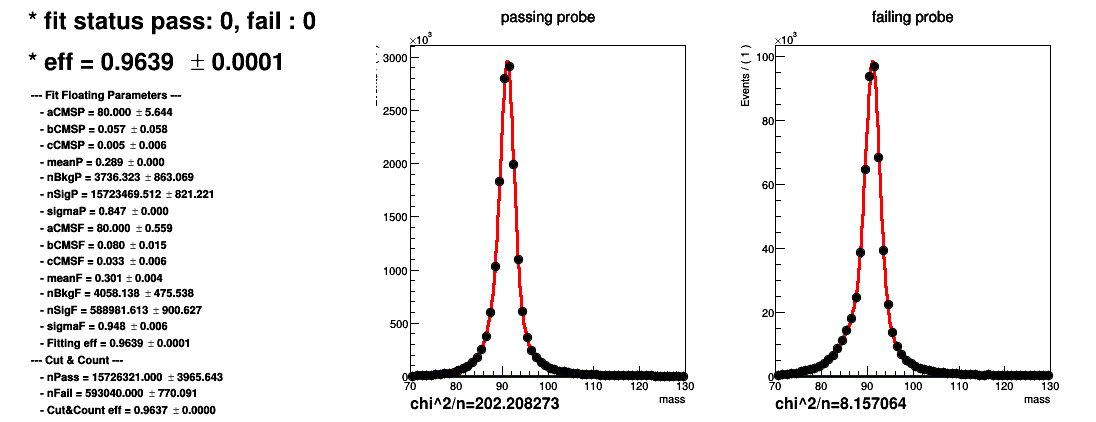 * fit status pass: 0, fail : 0
* eff = 0.9639 ± 0.0001
--- Fit Floating Parameters ---
- aCMSP = 80.000 ± 5.644
- bCMSP = 0.057 ± 0.058
- cCMSP = 0.005 ± 0.006
- meanP = 0.289 ± 0.000
- nBkgP = 3736.323 ± 863.069
- nSigP = 15723469.512 ± 821.221
- sigmaP = 0.847 ± 0.000
- aCMSF = 80.000 ± 0.559
- bCMSF = 0.080 ± 0.015
- cCMSF = 0.033 ± 0.006
- meanF = 0.301 ± 0.004
- nBkgF = 4058.138 ± 475.538
- nSigF = 588981.613 ± 900.627
- sigmaF = 0.948 ± 0.006
- Fitting eff = 0.9639 ± 0.0001
--- Cut & Count ---
- nPass = 15726321.000 ± 3965.643
- nFail = 593040.000 ± 770.091
- Cut&Count eff = 0.9637 ± 0.0000
passing probe
×10³
3000
2500
2000
1500
1000
500
0
70 80 90 100 110 120 130
mass
chi^2/n=202.208273
failing probe
×10³
Events / ( 1 )
100
80
60
40
20
0
70 80 90 100 110 120 130
mass
chi^2/n=8.157064